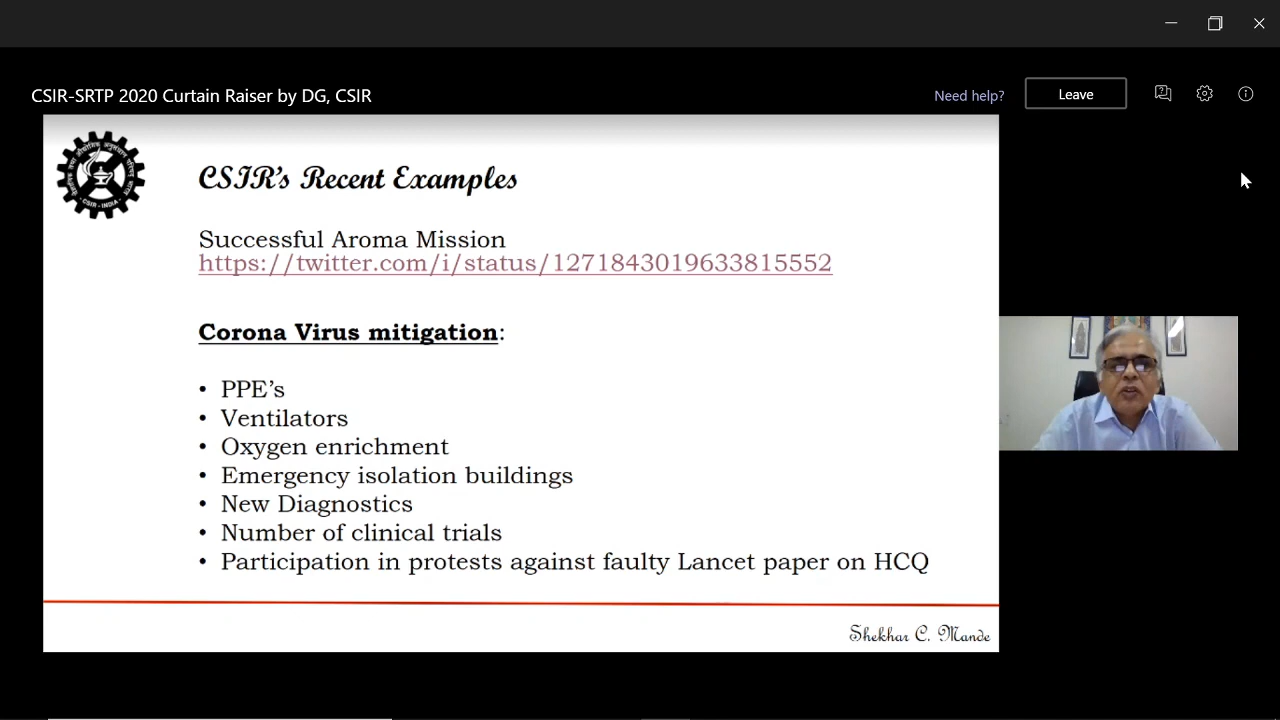 CSIR-SRTP 2020 Curtain Raiser by DG, CSIR
Need help?
Leave
CSIR’s Recent Examples
Successful Aroma Mission
https://twitter.com/i/status/1271843019633815552
Corona Virus mitigation:
• PPE’s
• Ventilators
• Oxygen enrichment
• Emergency isolation buildings
• New Diagnostics
• Number of clinical trials
• Participation in protests against faulty Lancet paper on HCQ
Shekhar C. Mande
CSIR - INDIA